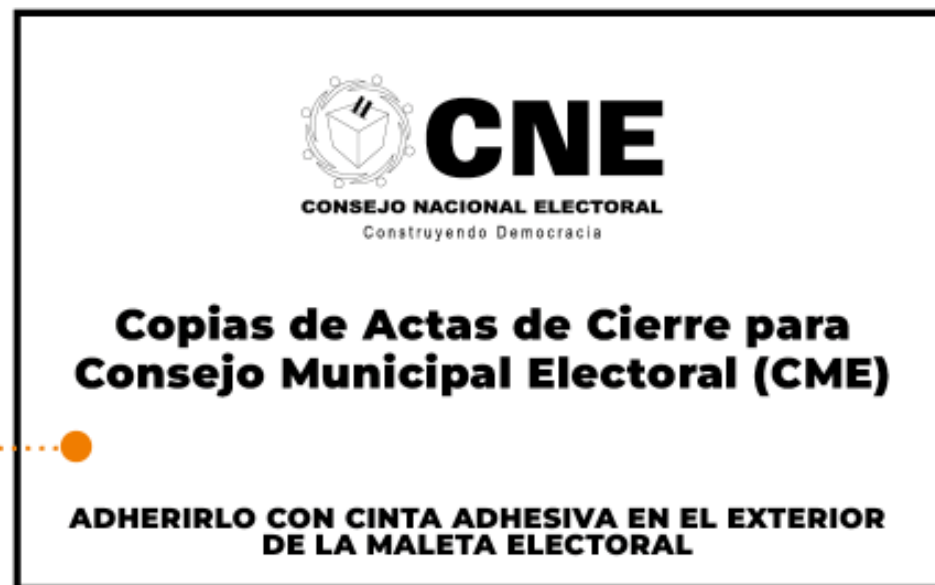 CNE
CONSEJO NACIONAL ELECTORAL
Construyendo Democracia
Copias de Actas de Cierre para
Consejo Municipal Electoral (CME)
ADHERIRLO CON CINTA ADHESIVA EN EL EXTERIOR
DE LA MALETA ELECTORAL